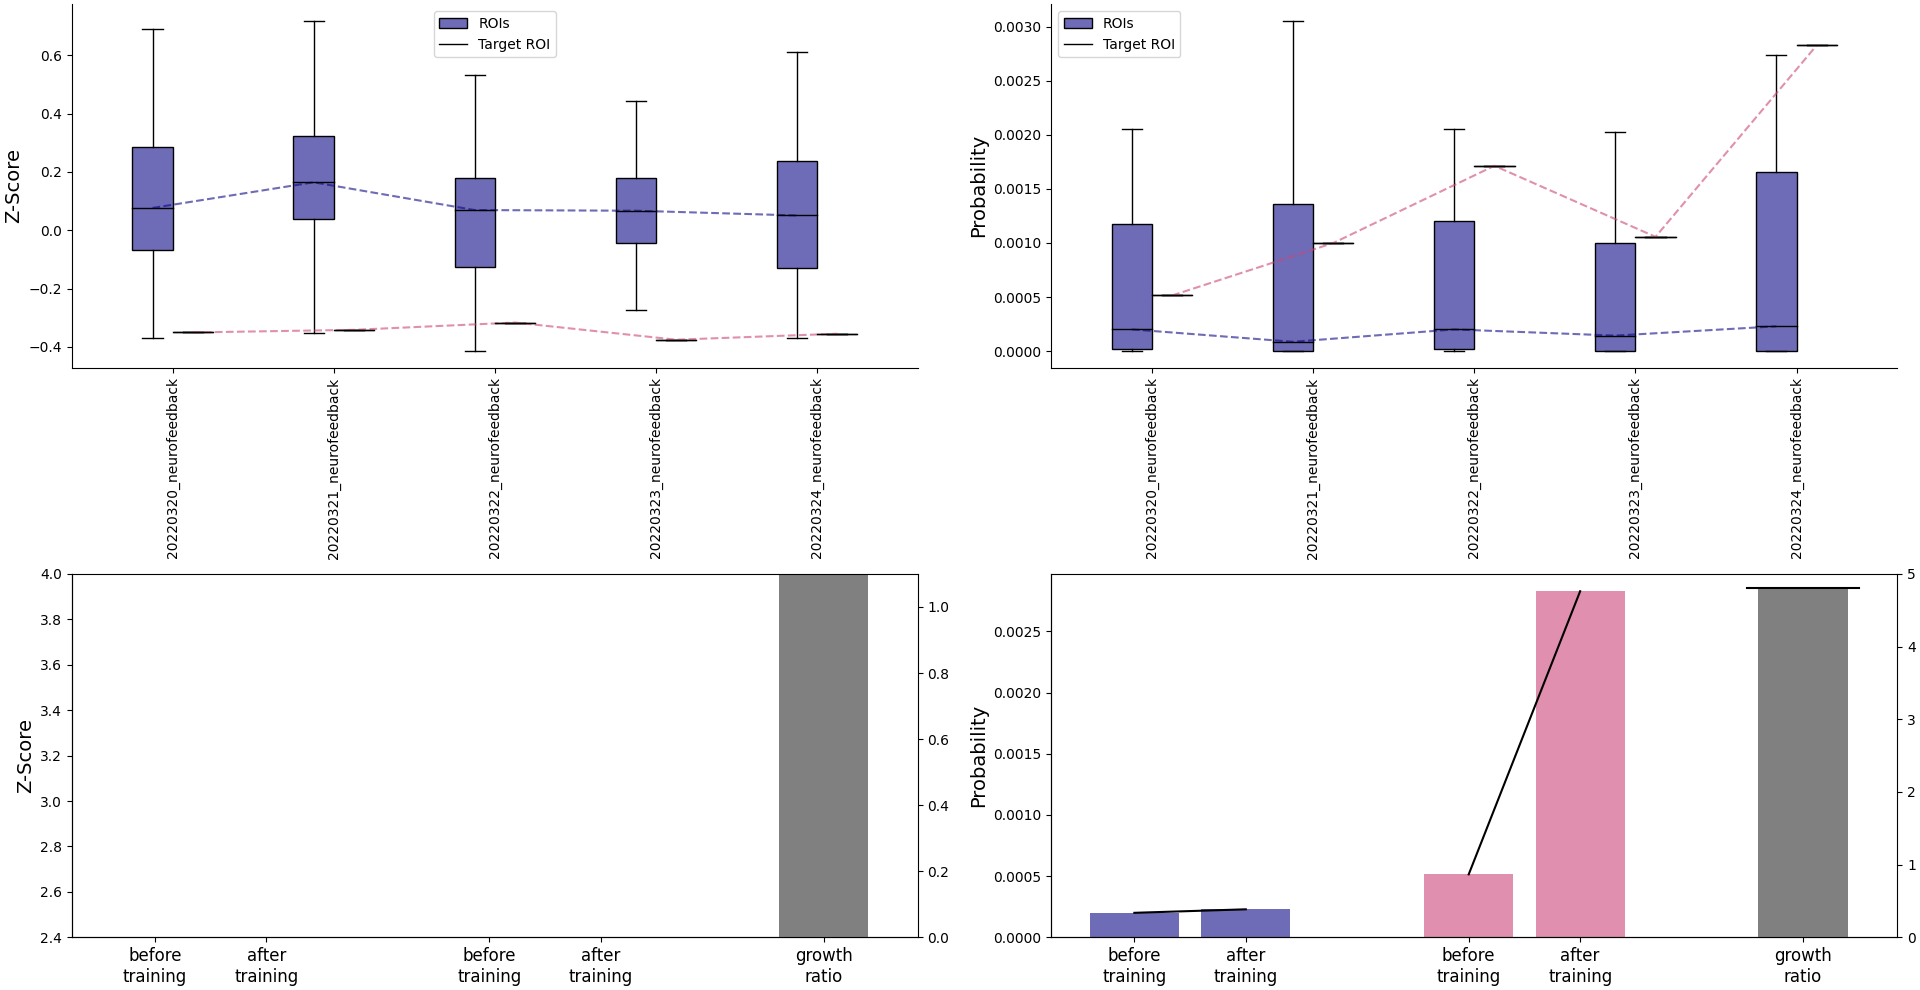 ROIs
Target ROI
Z-Score
0.6
0.4
0.2
0.0
−0.2
−0.4
20220320_neurofeedback
20220321_neurofeedback
20220322_neurofeedback
20220323_neurofeedback
20220324_neurofeedback
ROIs
Target ROI
Probability
0.0030
0.0025
0.0020
0.0015
0.0010
0.0005
0.0000
20220320_neurofeedback
20220321_neurofeedback
20220322_neurofeedback
20220323_neurofeedback
20220324_neurofeedback
Z-Score
4.0
3.8
3.6
3.4
3.2
3.0
2.8
2.6
2.4
1.0
0.8
0.6
0.4
0.2
0.0
before
training
after
training
before
training
after
training
growth
ratio
Probability
0.0025
0.0020
0.0015
0.0010
0.0005
0.0000
5
4
3
2
1
0
before
training
after
training
before
training
after
training
growth
ratio